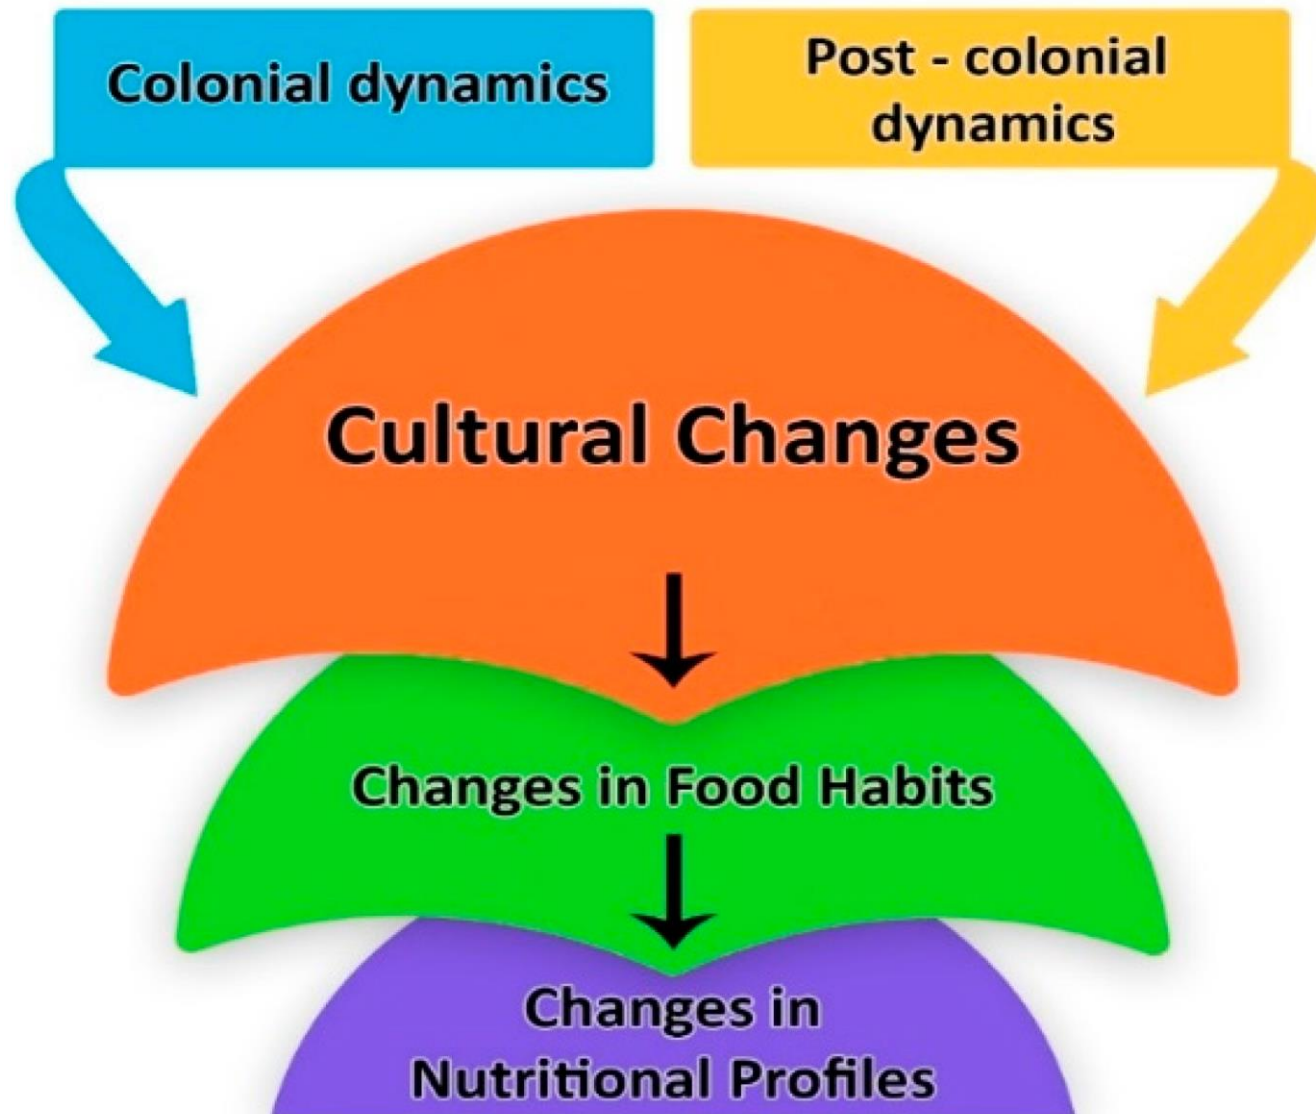 Colonial dynamics
Post - colonial
dynamics
Cultural Changes
Changes in Food Habits
Changes in
Nutritional Profiles